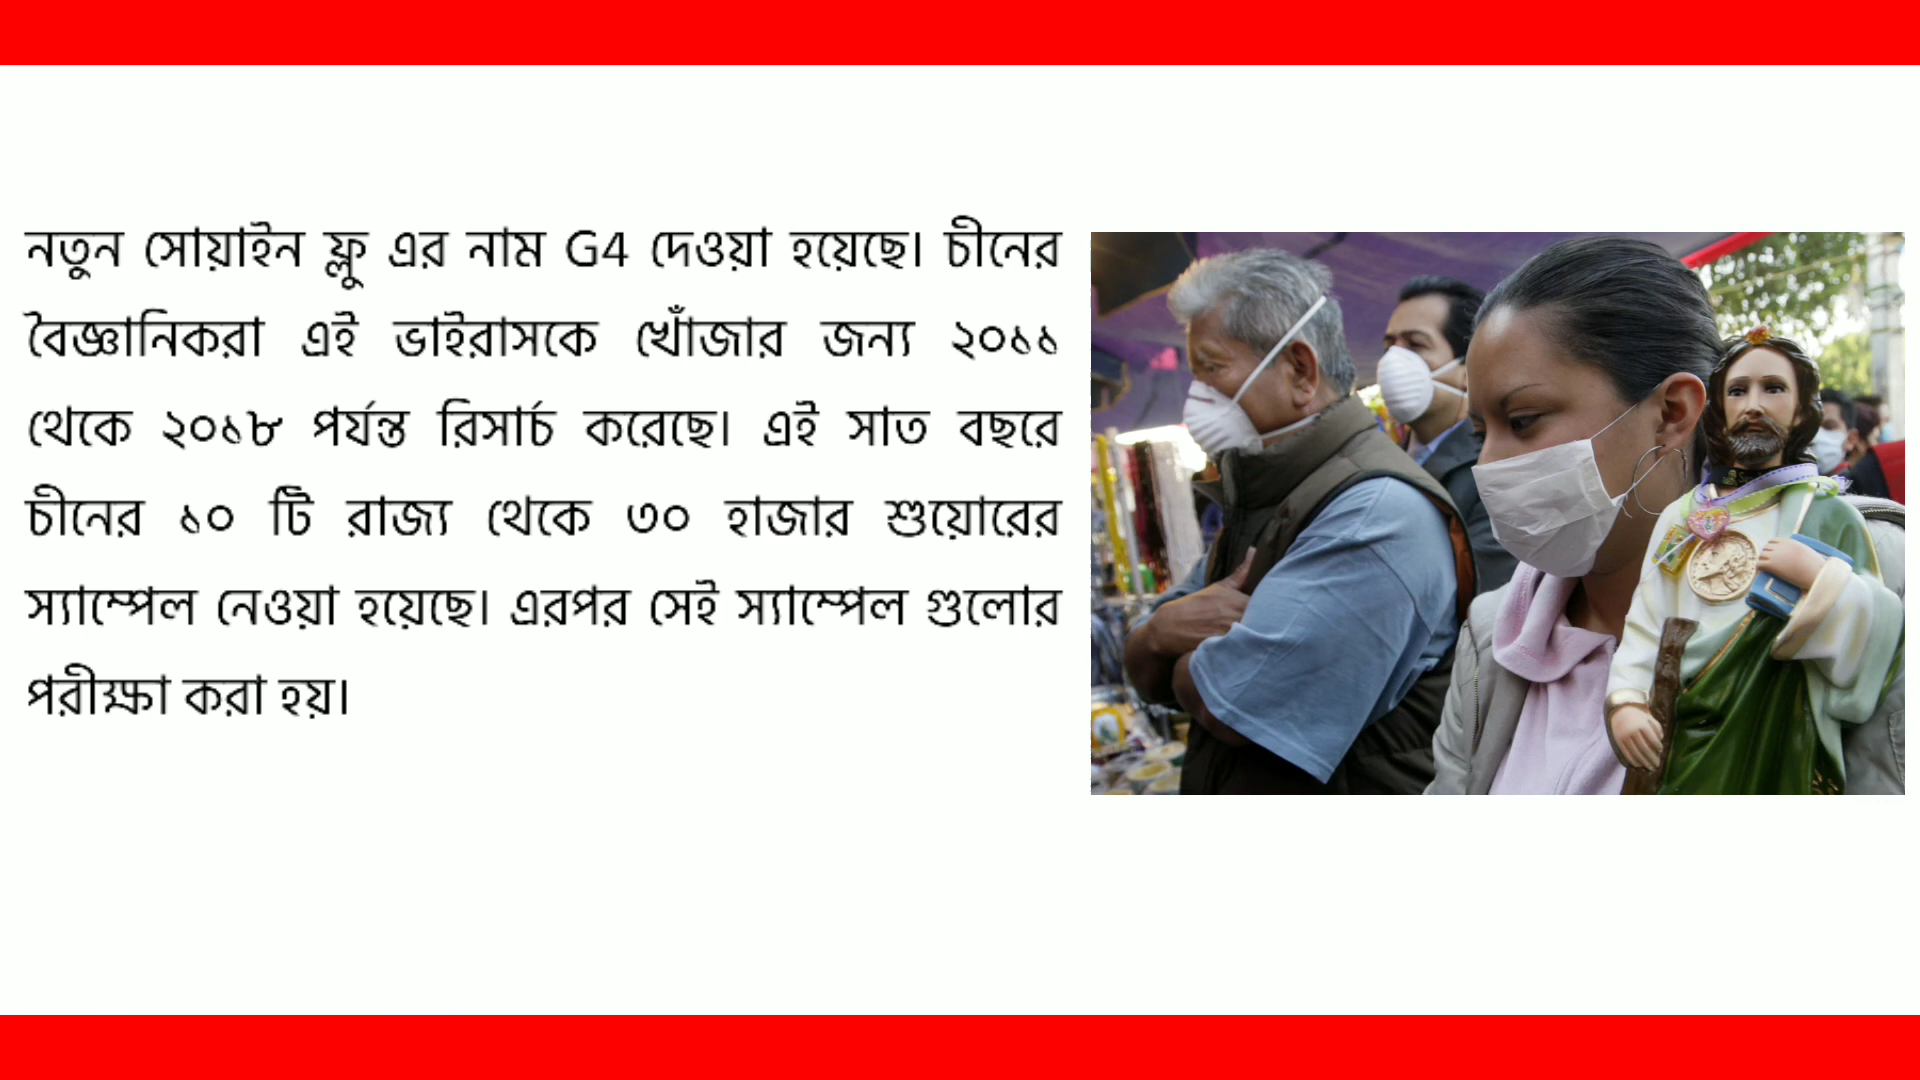 নতুন সোয়াইন ফ্লু এর নাম G4 দেওয়া হয়েছে। চীনের
বৈজ্ঞানিকরা এই ভাইরাসকে খোঁজার জন্য ২০১১
থেকে ২০১৮ পর্যন্ত রিসার্চ করেছে। এই সাত বছরে
চীনের ১০ টি রাজ্য থেকে ৩০ হাজার শুয়োরের
স্যাম্পেল নেওয়া হয়েছে। এরপর সেই স্যাম্পেল গুলোর
পরীক্ষা করা হয়।